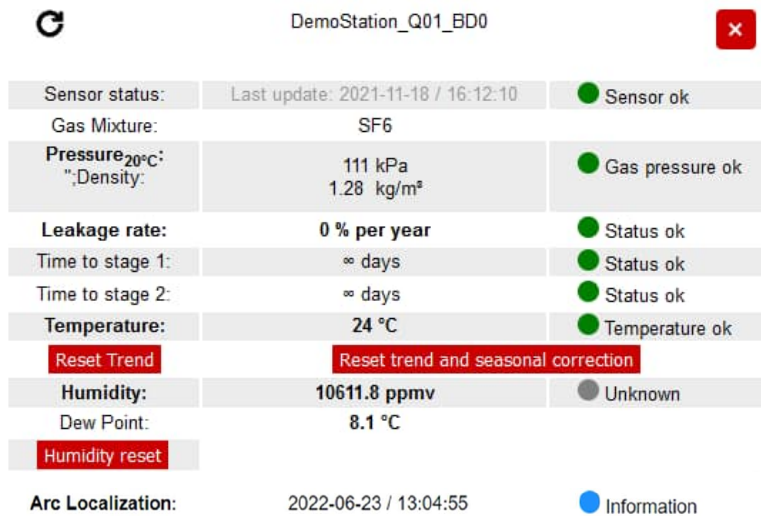 DemoStation_Q01_BD0
Sensor status: Last update: 2021-11-18 / 16:12:10 Sensor ok
Gas Mixture: SF6
Pressure20°C:
";Density: 111 kPa Gas pressure ok
1.28 kg/m³
Leakage rate: 0 % per year Status ok
Time to stage 1: ∞ days Status ok
Time to stage 2: ∞ days Status ok
Temperature: 24 °C Temperature ok
Reset Trend Reset trend and seasonal correction
Humidity: 10611.8 ppmv Unknown
Dew Point: 8.1 °C
Humidity reset
Arc Localization: 2022-06-23 / 13:04:55 Information